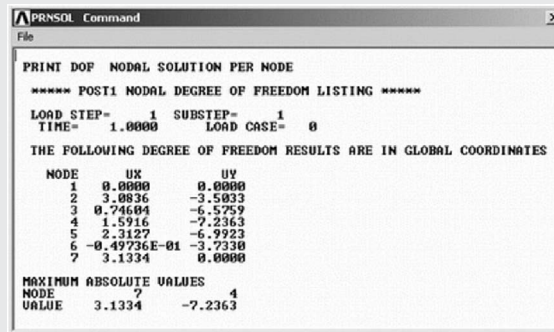 PRNSOL Command
File
PRINT DOF NODAL SOLUTION PER NODE
***** POST1 NODAL DEGREE OF FREEDOM LISTING *****
LOAD STEP= 1 SUBSTEP= 1
TIME= 1.0000 LOAD CASE= 0
THE FOLLOWING DEGREE OF FREEDOM RESULTS ARE IN GLOBAL COORDINATES
NODE UX UY
1 0.0000 0.0000
2 3.0836 -3.5033
3 0.74604 -6.5759
4 1.5916 -7.2363
5 2.3127 -6.9923
6 -0.49736E-01 -3.7330
7 3.1334 0.0000
MAXIMUM ABSOLUTE VALUES
NODE 7 4
VALUE 3.1334 -7.2363